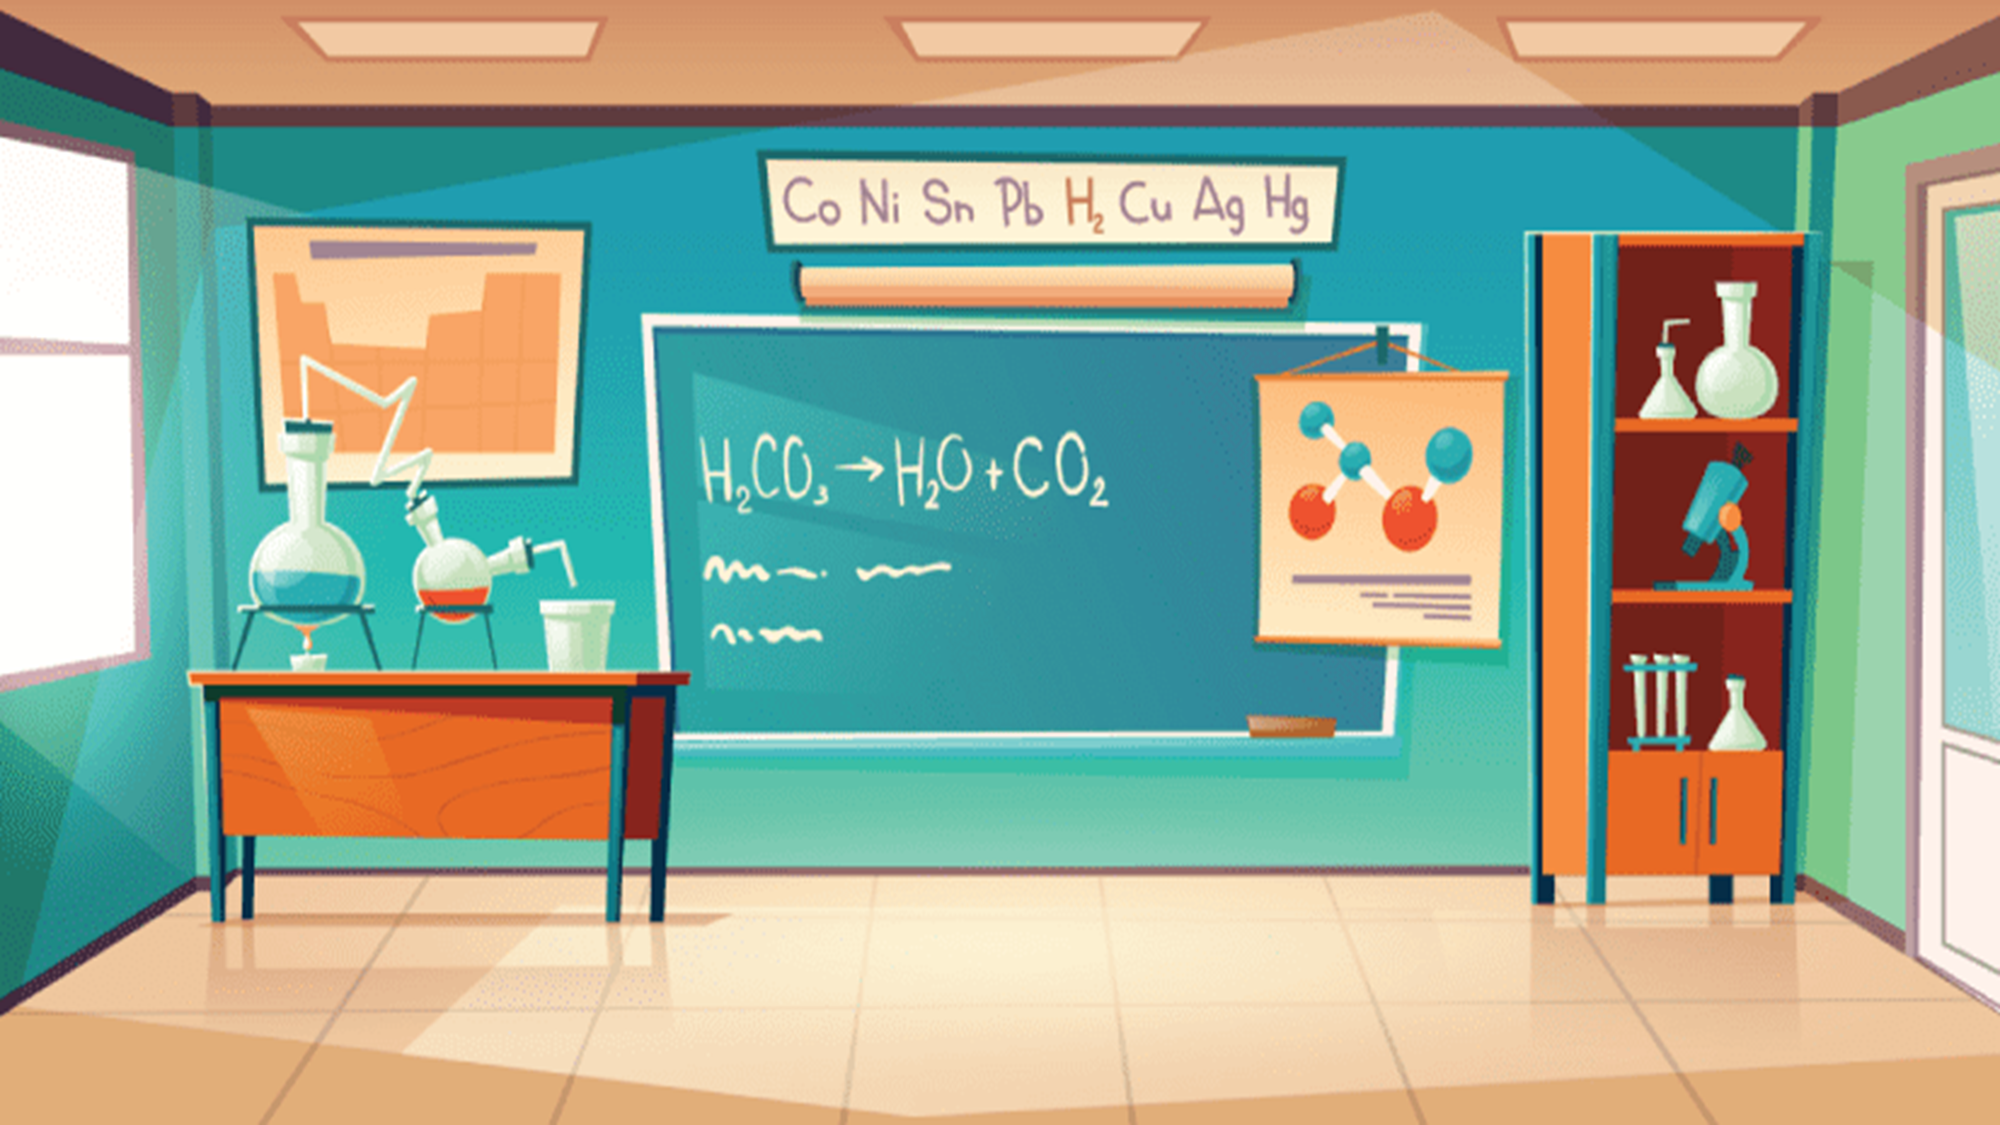 Co Ni Sn Pb H₂ Cu Ag Hg
H₂CO₃ → H₂O + CO₂